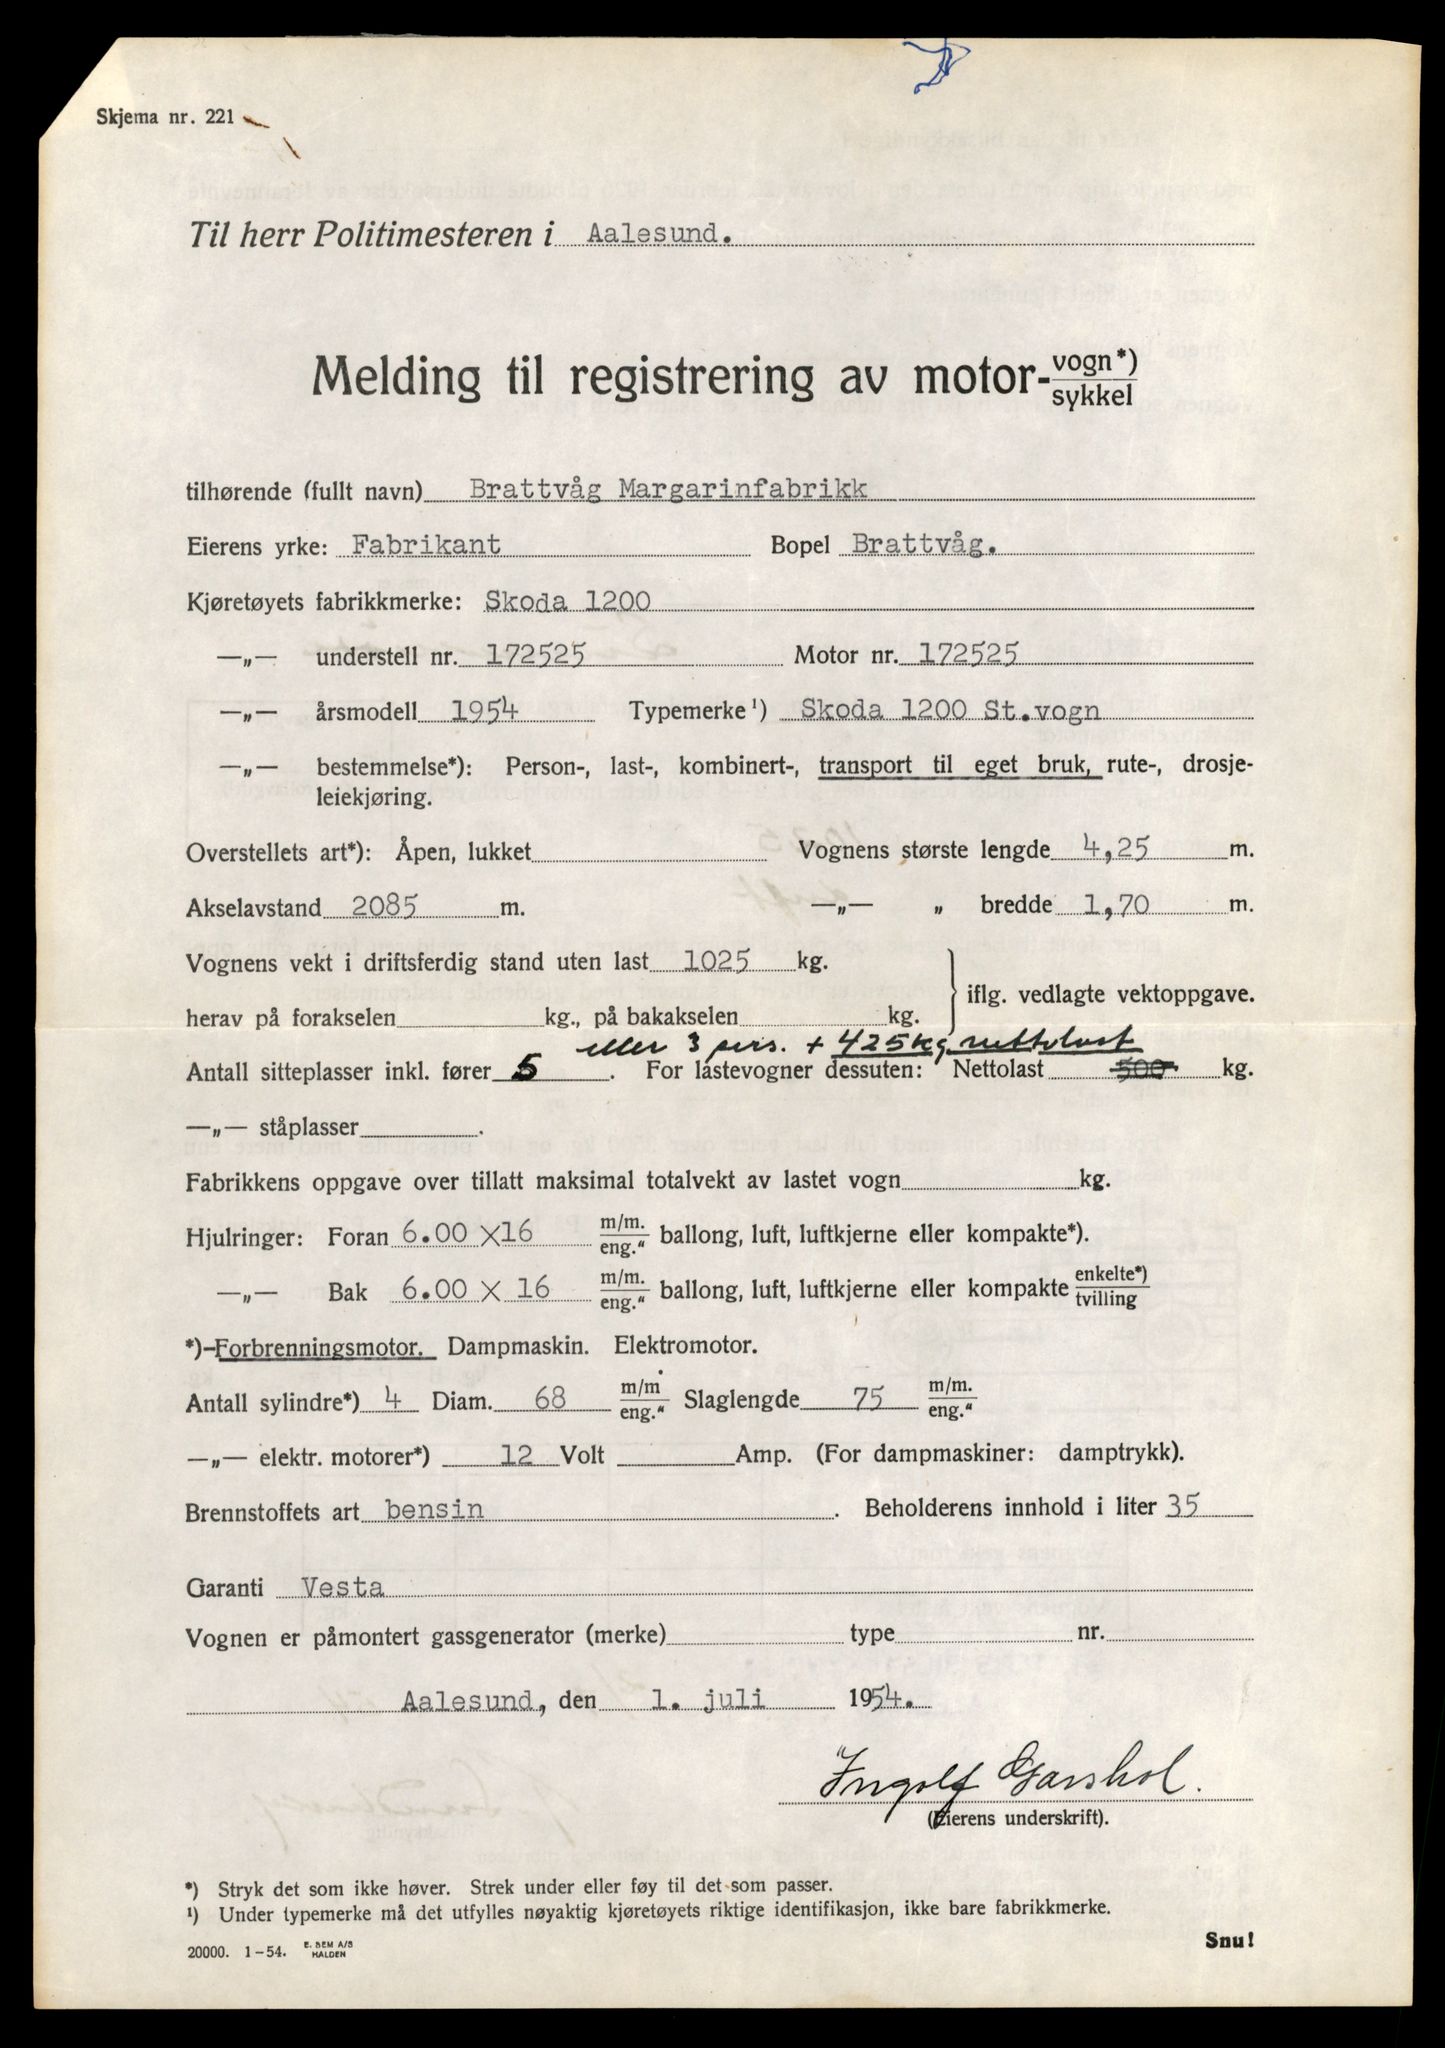 Skjema nr. 221
Til herr Politimesteren i Aalesund.
Melding til registrering av motor-vogn*)/sykkel
tilhørende (fullt navn) Brattvåg Margarinfabrikk
Eierens yrke: Fabrikant Bopel Brattvåg.
Kjøretøyets fabrikkmerke: Skoda 1200
—„— understell nr. 172525 Motor nr. 172525
—„— årsmodell 1954 Typemerke¹) Skoda 1200 St.vogn
—„— bestemmelse*): Person-, last-, kombinert-, transport til eget bruk, rute-, drosje-
leiekjøring.
Overstellets art*): Åpen, lukket Vognens største lengde 4,25 m.
Akselavstand 2085 m. —„— „ bredde 1,70 m.
Vognens vekt i driftsferdig stand uten last 1025 kg.
iflg. vedlagte vektoppgave.
herav på forakselen kg., på bakakselen kg.
eller 3 pers. + 425 kg nettolast
Antall sitteplasser inkl. fører 5. For lastevogner dessuten: Nettolast 500 kg.
—„— ståplasser.
Fabrikkens oppgave over tillatt maksimal totalvekt av lastet vogn kg.
Hjulringer: Foran 6.00 X16 m/m./eng.“ ballong, luft, luftkjerne eller kompakte*).
—„— Bak 6.00 X 16 m/m./eng.“ ballong, luft, luftkjerne eller kompakte enkelte*)/tvilling
*)-Forbrenningsmotor. Dampmaskin. Elektromotor.
Antall sylindre*) 4 Diam. 68 m/m/eng.“ Slaglengde 75 m/m./eng.“
—„— elektr. motorer*) 12 Volt Amp. (For dampmaskiner: damptrykk).
Brennstoffets art bensin. Beholderens innhold i liter 35
Garanti Vesta
Vognen er påmontert gassgenerator (merke) type nr.
Aalesund, den 1. juli 1954.
Ingolf Garshol.
(Eierens underskrift).
*) Stryk det som ikke høver. Strek under eller føy til det som passer.
¹) Under typemerke må det utfylles nøyaktig kjøretøyets riktige identifikasjon, ikke bare fabrikkmerke.
20000. 1-54. E. SEM A/S HALDEN
Snu!